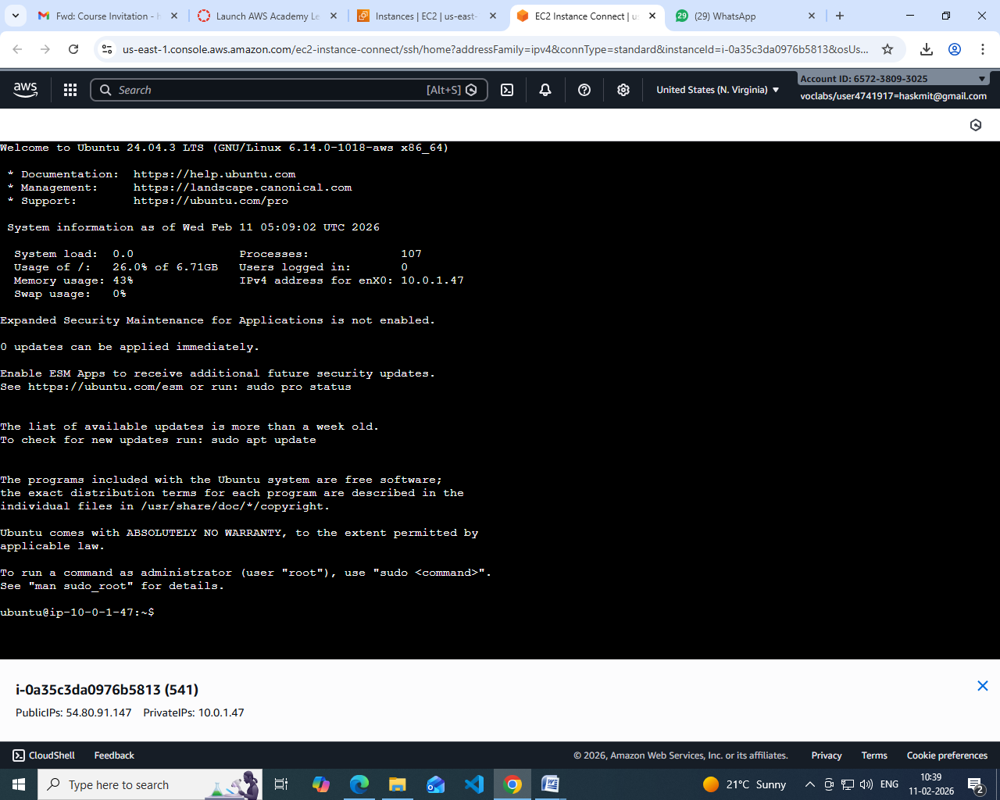 Fwd: Course Invitation - h
Launch AWS Academy Le
Instances | EC2 | us-east-
EC2 Instance Connect | us
29
(29) WhatsApp
us-east-1.console.aws.amazon.com/ec2-instance-connect/ssh/home?addressFamily=ipv4&connType=standard&instanceId=i-0a35c3da0976b5813&osUs...
aws
Search
[Alt+S]
United States (N. Virginia)
Account ID: 6572-3809-3025
voclabs/user4741917=haskmit@gmail.com
Welcome to Ubuntu 24.04.3 LTS (GNU/Linux 6.14.0-1018-aws x86_64)
* Documentation: https://help.ubuntu.com
* Management: https://landscape.canonical.com
* Support: https://ubuntu.com/pro
System information as of Wed Feb 11 05:09:02 UTC 2026
System load: 0.0 Processes: 107
Usage of /: 26.0% of 6.71GB Users logged in: 0
Memory usage: 43% IPv4 address for enX0: 10.0.1.47
Swap usage: 0%
Expanded Security Maintenance for Applications is not enabled.
0 updates can be applied immediately.
Enable ESM Apps to receive additional future security updates.
See https://ubuntu.com/esm or run: sudo pro status
The list of available updates is more than a week old.
To check for new updates run: sudo apt update
The programs included with the Ubuntu system are free software;
the exact distribution terms for each program are described in the
individual files in /usr/share/doc/*/copyright.
Ubuntu comes with ABSOLUTELY NO WARRANTY, to the extent permitted by
applicable law.
To run a command as administrator (user "root"), use "sudo <command>".
See "man sudo_root" for details.
ubuntu@ip-10-0-1-47:~$
i-0a35c3da0976b5813 (541)
PublicIPs: 54.80.91.147 PrivateIPs: 10.0.1.47
CloudShell
Feedback
© 2026, Amazon Web Services, Inc. or its affiliates.
Privacy
Terms
Cookie preferences
Type here to search
21°C Sunny
ENG
10:39
11-02-2026
2